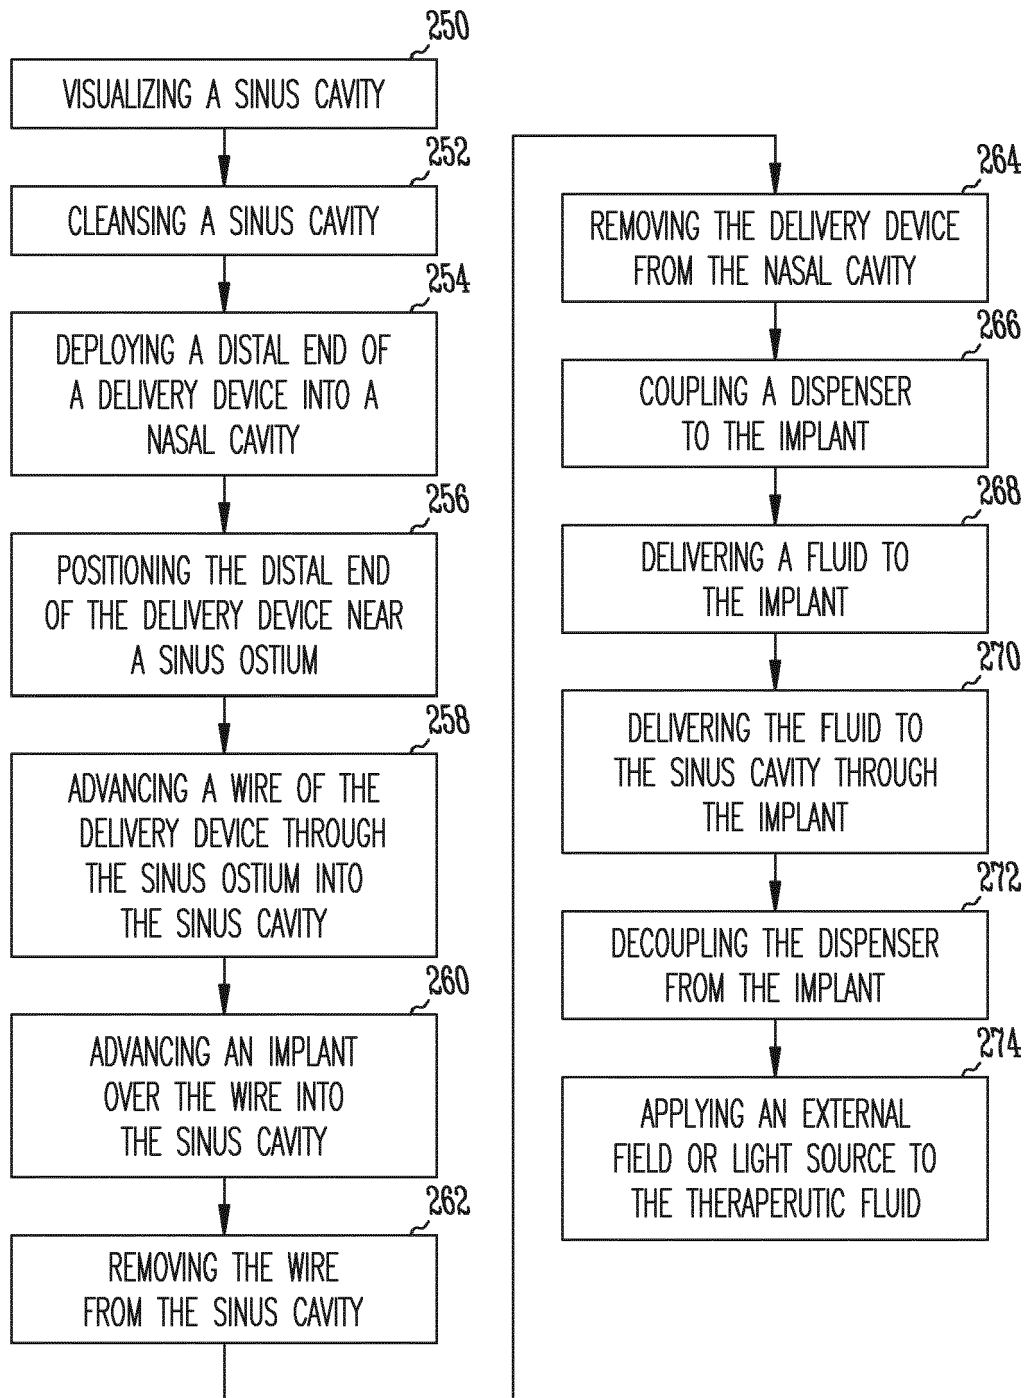 250
VISUALIZING A SINUS CAVITY
252
CLEANSING A SINUS CAVITY
254
DEPLOYING A DISTAL END OF
A DELIVERY DEVICE INTO A
NASAL CAVITY
256
POSITIONING THE DISTAL END
OF THE DELIVERY DEVICE NEAR
A SINUS OSTIUM
258
ADVANCING A WIRE OF THE
DELIVERY DEVICE THROUGH
THE SINUS OSTIUM INTO
THE SINUS CAVITY
260
ADVANCING AN IMPLANT
OVER THE WIRE INTO
THE SINUS CAVITY
262
REMOVING THE WIRE
FROM THE SINUS CAVITY
264
REMOVING THE DELIVERY DEVICE
FROM THE NASAL CAVITY
266
COUPLING A DISPENSER
TO THE IMPLANT
268
DELIVERING A FLUID TO
THE IMPLANT
270
DELIVERING THE FLUID TO
THE SINUS CAVITY THROUGH
THE IMPLANT
272
DECOUPLING THE DISPENSER
FROM THE IMPLANT
274
APPLYING AN EXTERNAL
FIELD OR LIGHT SOURCE TO
THE THERAPERUTIC FLUID